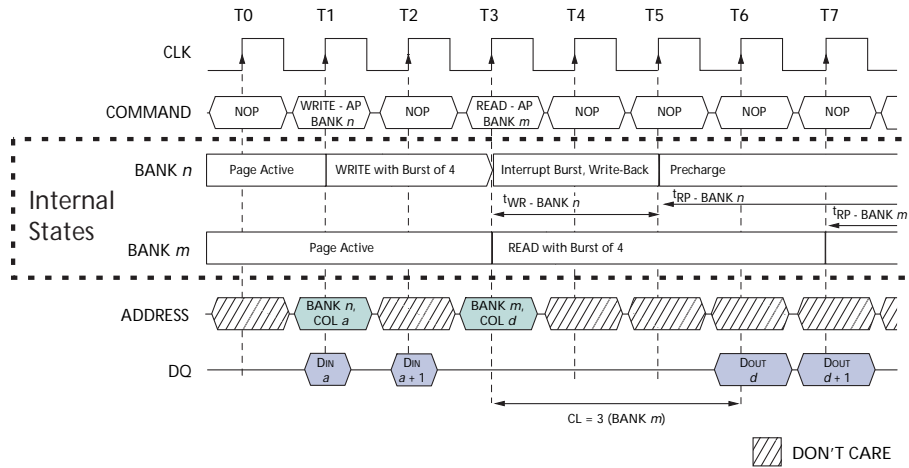 T0 T1 T2 T3 T4 T5 T6 T7
CLK
COMMAND NOP WRITE - AP BANK n NOP READ - AP BANK m NOP NOP NOP NOP
Internal States
BANK n Page Active WRITE with Burst of 4 Interrupt Burst, Write-Back Precharge
tWR - BANK n tRP - BANK n
tRP - BANK m
BANK m Page Active READ with Burst of 4
ADDRESS BANK n, COL a BANK m, COL d
DQ DIN a DIN a + 1 DOUT d DOUT d + 1
CL = 3 (BANK m)
DON'T CARE